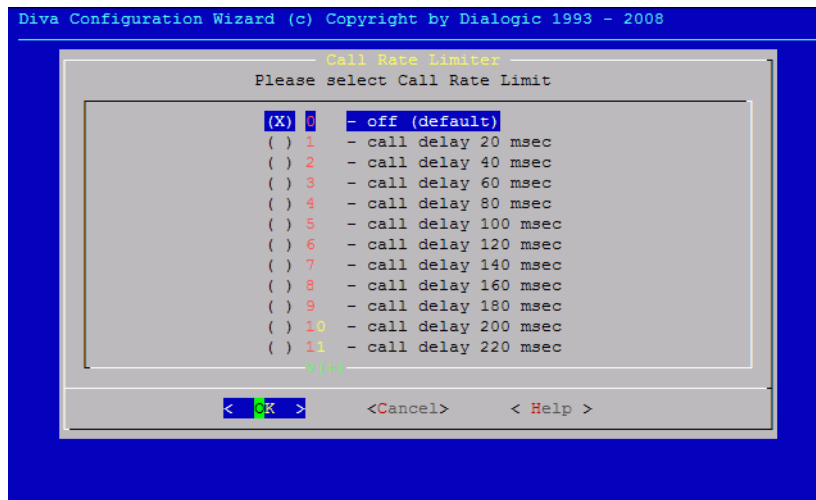 Diva Configuration Wizard (c) Copyright by Dialogic 1993 - 2008
Call Rate Limiter
Please select Call Rate Limit
(X) 0 - off (default)
( ) 1 - call delay 20 msec
( ) 2 - call delay 40 msec
( ) 3 - call delay 60 msec
( ) 4 - call delay 80 msec
( ) 5 - call delay 100 msec
( ) 6 - call delay 120 msec
( ) 7 - call delay 140 msec
( ) 8 - call delay 160 msec
( ) 9 - call delay 180 msec
( ) 10 - call delay 200 msec
( ) 11 - call delay 220 msec
< OK > <Cancel> < Help >